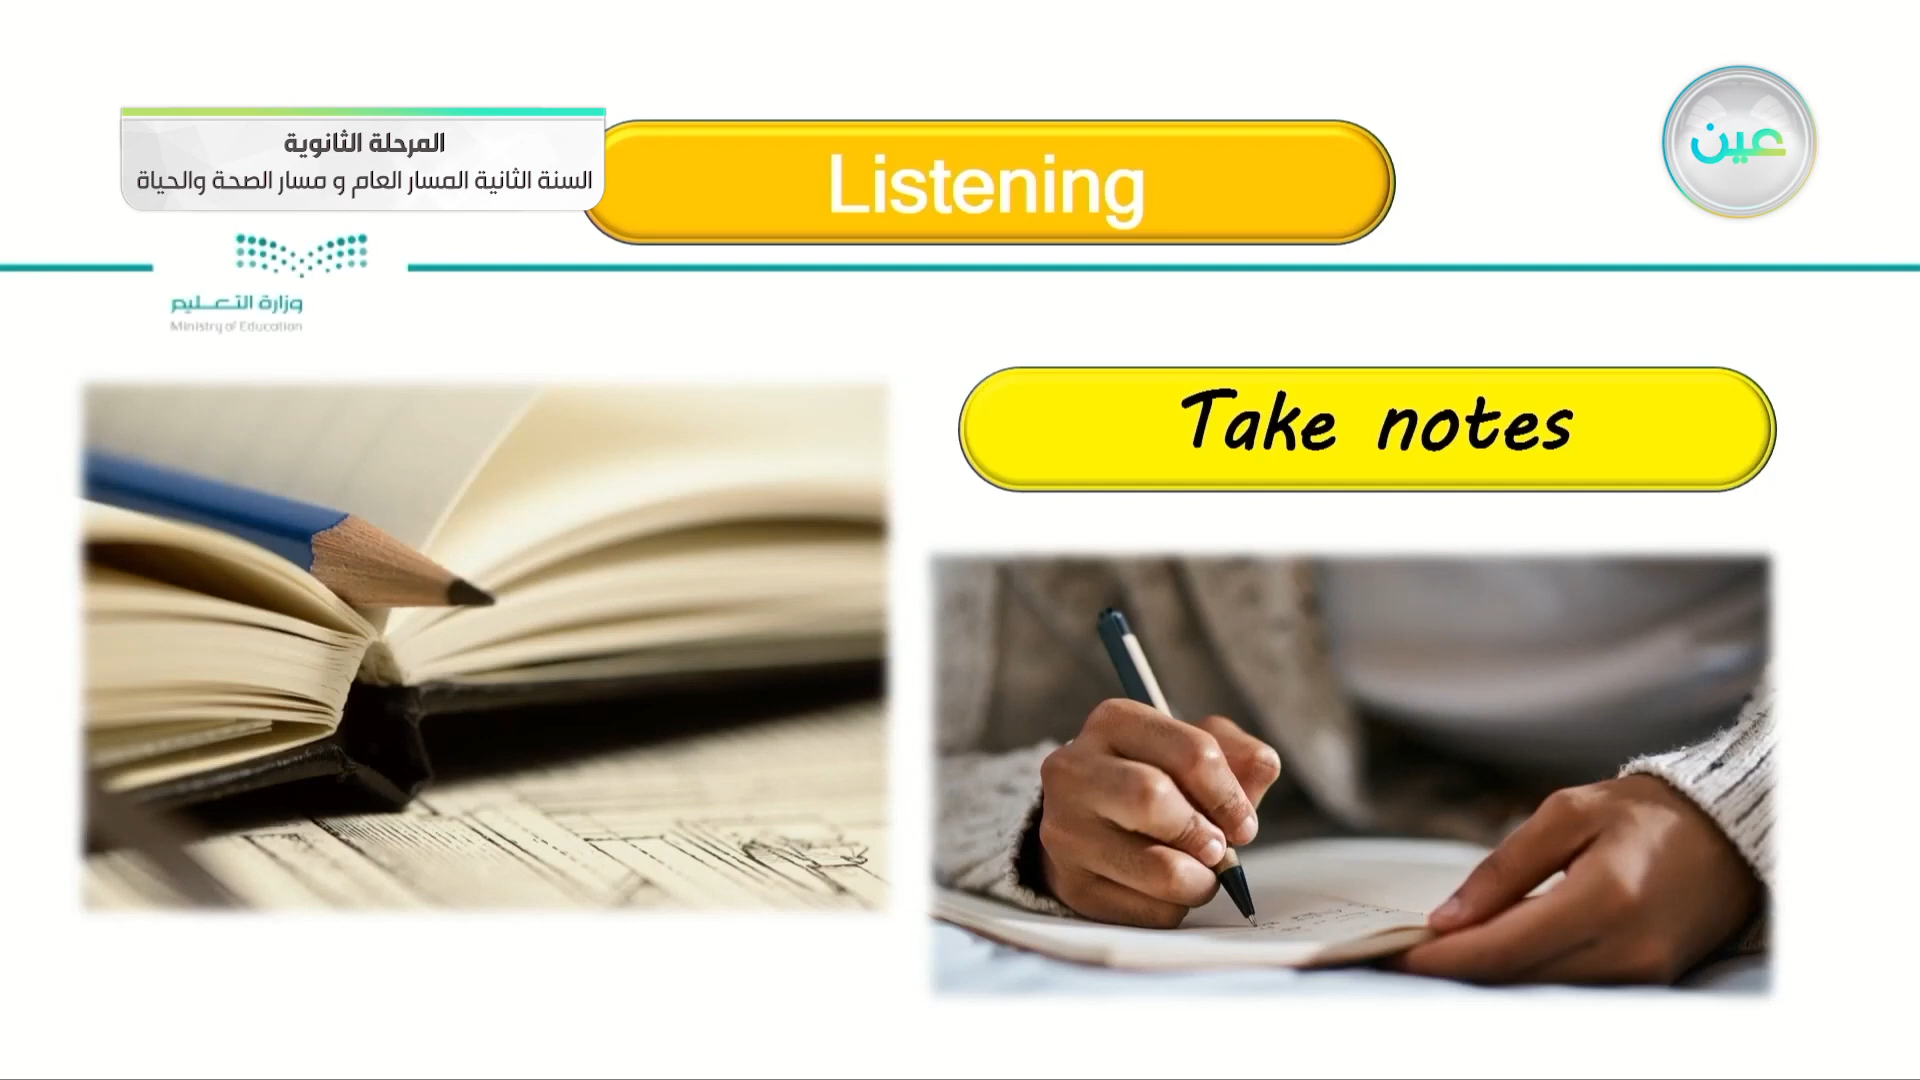 المرحلة الثانوية
السنة الثانية المسار العام و مسار الصحة والحياة
Listening
عين
وزارة التعليم
Ministry of Education
Take notes